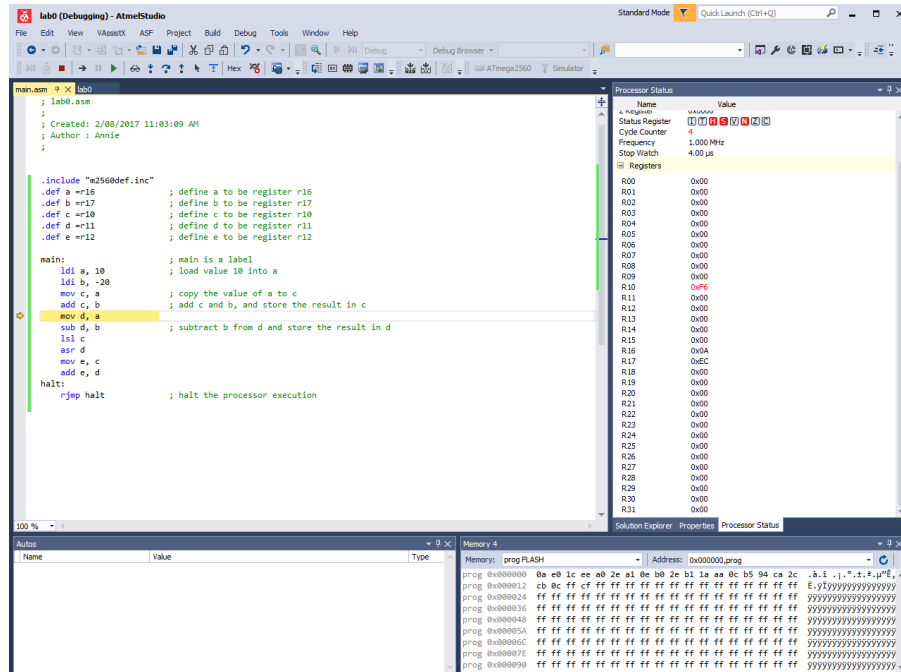 lab0 (Debugging) - AtmelStudio
Standard Mode
Quick Launch (Ctrl+Q)
File Edit View VAssistX ASF Project Build Debug Tools Window Help
Debug Debug Browser
Hex ATmega2560 Simulator
main.asm lab0
; lab0.asm
;
; Created: 2/08/2017 11:03:09 AM
; Author : Annie
;
.include "m2560def.inc"
.def a =r16 ; define a to be register r16
.def b =r17 ; define b to be register r17
.def c =r10 ; define c to be register r10
.def d =r11 ; define d to be register r11
.def e =r12 ; define e to be register r12
main: ; main is a label
ldi a, 10 ; load value 10 into a
ldi b, -20
mov c, a ; copy the value of a to c
add c, b ; add c and b, and store the result in c
mov d, a
sub d, b ; subtract b from d and store the result in d
lsl c
asr d
mov e, c
add e, d
halt:
rjmp halt ; halt the processor execution
100 %
Processor Status
Name Value
Z Register 0x0000
Status Register I T H S V N Z C
Cycle Counter 4
Frequency 1.000 MHz
Stop Watch 4.00 µs
Registers
R00 0x00
R01 0x00
R02 0x00
R03 0x00
R04 0x00
R05 0x00
R06 0x00
R07 0x00
R08 0x00
R09 0x00
R10 0xF6
R11 0x00
R12 0x00
R13 0x00
R14 0x00
R15 0x00
R16 0x0A
R17 0xEC
R18 0x00
R19 0x00
R20 0x00
R21 0x00
R22 0x00
R23 0x00
R24 0x00
R25 0x00
R26 0x00
R27 0x00
R28 0x00
R29 0x00
R30 0x00
R31 0x00
Solution Explorer Properties Processor Status
Autos
Name Value Type
Memory 4
Memory: prog FLASH Address: 0x000000,prog
prog 0x000000 0a e0 1c ee a0 2e a1 0e b0 2e b1 1a aa 0c b5 94 ca 2c
prog 0x000012 cb 0c ff cf ff ff ff ff ff ff ff ff ff ff ff ff ff ff Ë.ÿÏÿÿÿÿÿÿÿÿÿÿÿÿÿÿ
prog 0x000024 ff ff ff ff ff ff ff ff ff ff ff ff ff ff ff ff ff ff ÿÿÿÿÿÿÿÿÿÿÿÿÿÿÿÿÿÿ
prog 0x000036 ff ff ff ff ff ff ff ff ff ff ff ff ff ff ff ff ff ff ÿÿÿÿÿÿÿÿÿÿÿÿÿÿÿÿÿÿ
prog 0x000048 ff ff ff ff ff ff ff ff ff ff ff ff ff ff ff ff ff ff ÿÿÿÿÿÿÿÿÿÿÿÿÿÿÿÿÿÿ
prog 0x00005A ff ff ff ff ff ff ff ff ff ff ff ff ff ff ff ff ff ff ÿÿÿÿÿÿÿÿÿÿÿÿÿÿÿÿÿÿ
prog 0x00006C ff ff ff ff ff ff ff ff ff ff ff ff ff ff ff ff ff ff ÿÿÿÿÿÿÿÿÿÿÿÿÿÿÿÿÿÿ
prog 0x00007E ff ff ff ff ff ff ff ff ff ff ff ff ff ff ff ff ff ff ÿÿÿÿÿÿÿÿÿÿÿÿÿÿÿÿÿÿ
prog 0x000090 ff ff ff ff ff ff ff ff ff ff ff ff ff ff ff ff ff ff ÿÿÿÿÿÿÿÿÿÿÿÿÿÿÿÿÿÿ